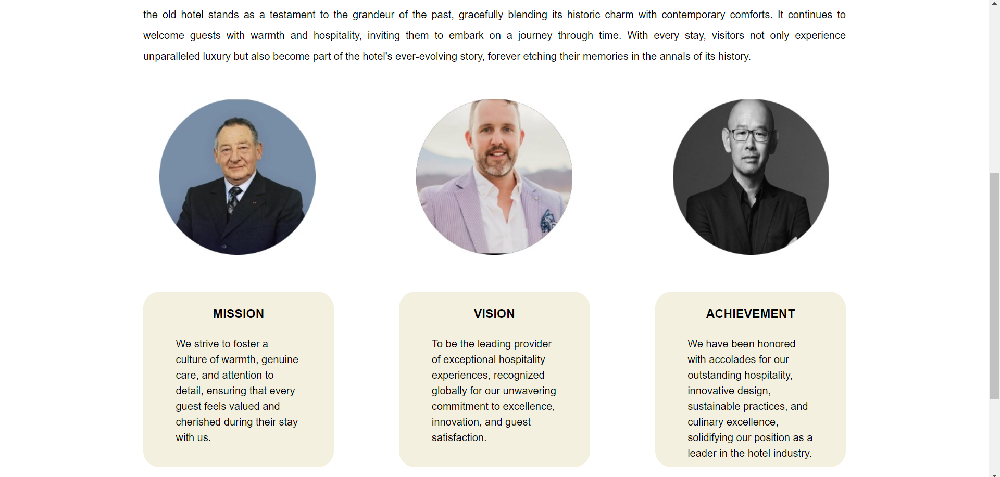 the old hotel stands as a testament to the grandeur of the past, gracefully blending its historic charm with contemporary comforts. It continues to
welcome guests with warmth and hospitality, inviting them to embark on a journey through time. With every stay, visitors not only experience
unparalleled luxury but also become part of the hotel's ever-evolving story, forever etching their memories in the annals of its history.
MISSION
We strive to foster a
culture of warmth, genuine
care, and attention to
detail, ensuring that every
guest feels valued and
cherished during their stay
with us.
VISION
To be the leading provider
of exceptional hospitality
experiences, recognized
globally for our unwavering
commitment to excellence,
innovation, and guest
satisfaction.
ACHIEVEMENT
We have been honored
with accolades for our
outstanding hospitality,
innovative design,
sustainable practices, and
culinary excellence,
solidifying our position as a
leader in the hotel industry.